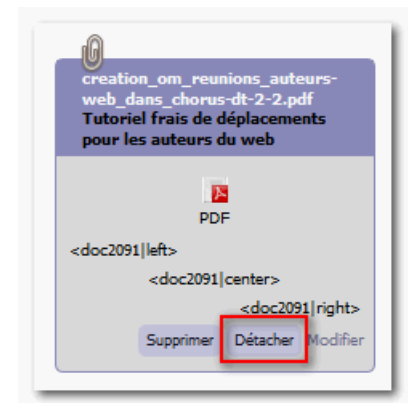 creation_om_reunions_auteurs-
web_dans_chorus-dt-2-2.pdf
Tutoriel frais de déplacements
pour les auteurs du web
PDF
<doc2091|left>
<doc2091|center>
<doc2091|right>
Supprimer Détacher Modifier